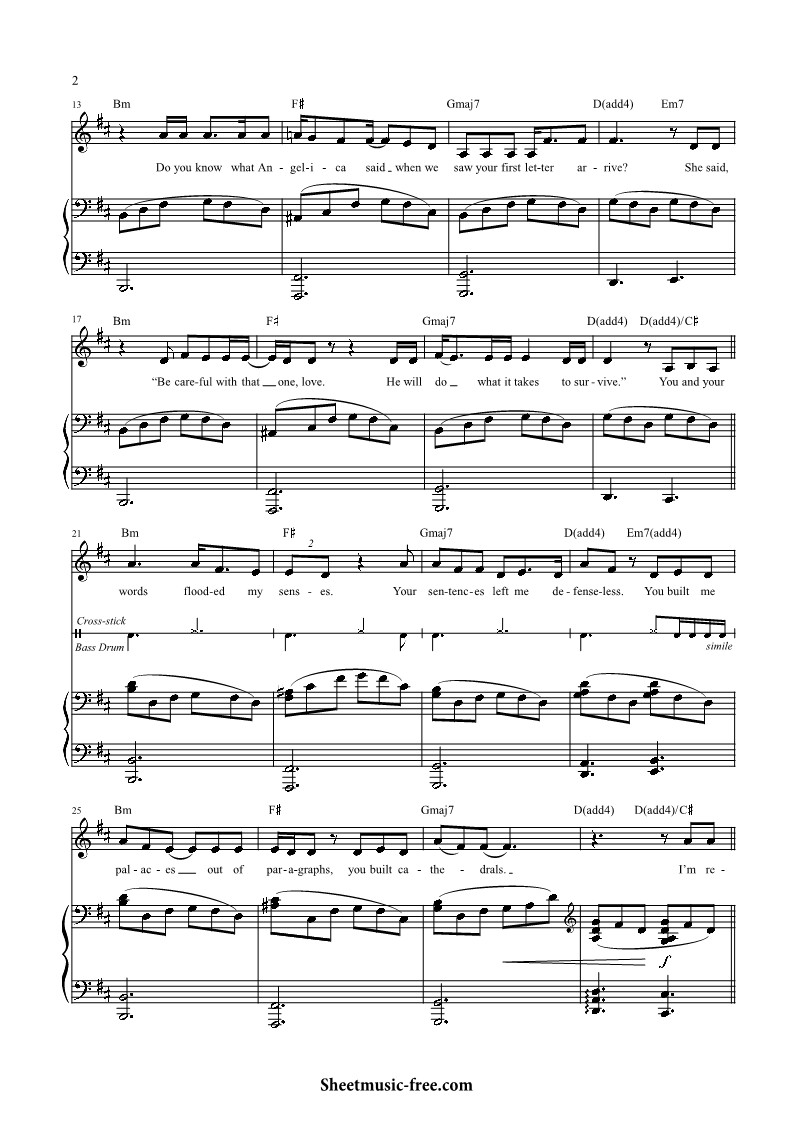 2
13 Bm F♯ Gmaj7 D(add4) Em7
Do you know what An - gel - i - ca said when we saw your first let-ter ar - rive? She said,
17 Bm F♯ Gmaj7 D(add4) D(add4)/C♯
“Be care-ful with that one, love. He will do what it takes to sur - vive.” You and your
21 Bm F♯ Gmaj7 D(add4) Em7(add4)
2
words flood-ed my sens - es. Your sen-tenc-es left me de - fense-less. You built me
Cross-stick
Bass Drum simile
25 Bm F♯ Gmaj7 D(add4) D(add4)/C♯
pal - ac - es out of par-a-graphs, you built ca - the - drals. I’m re -
f
Sheetmusic-free.com